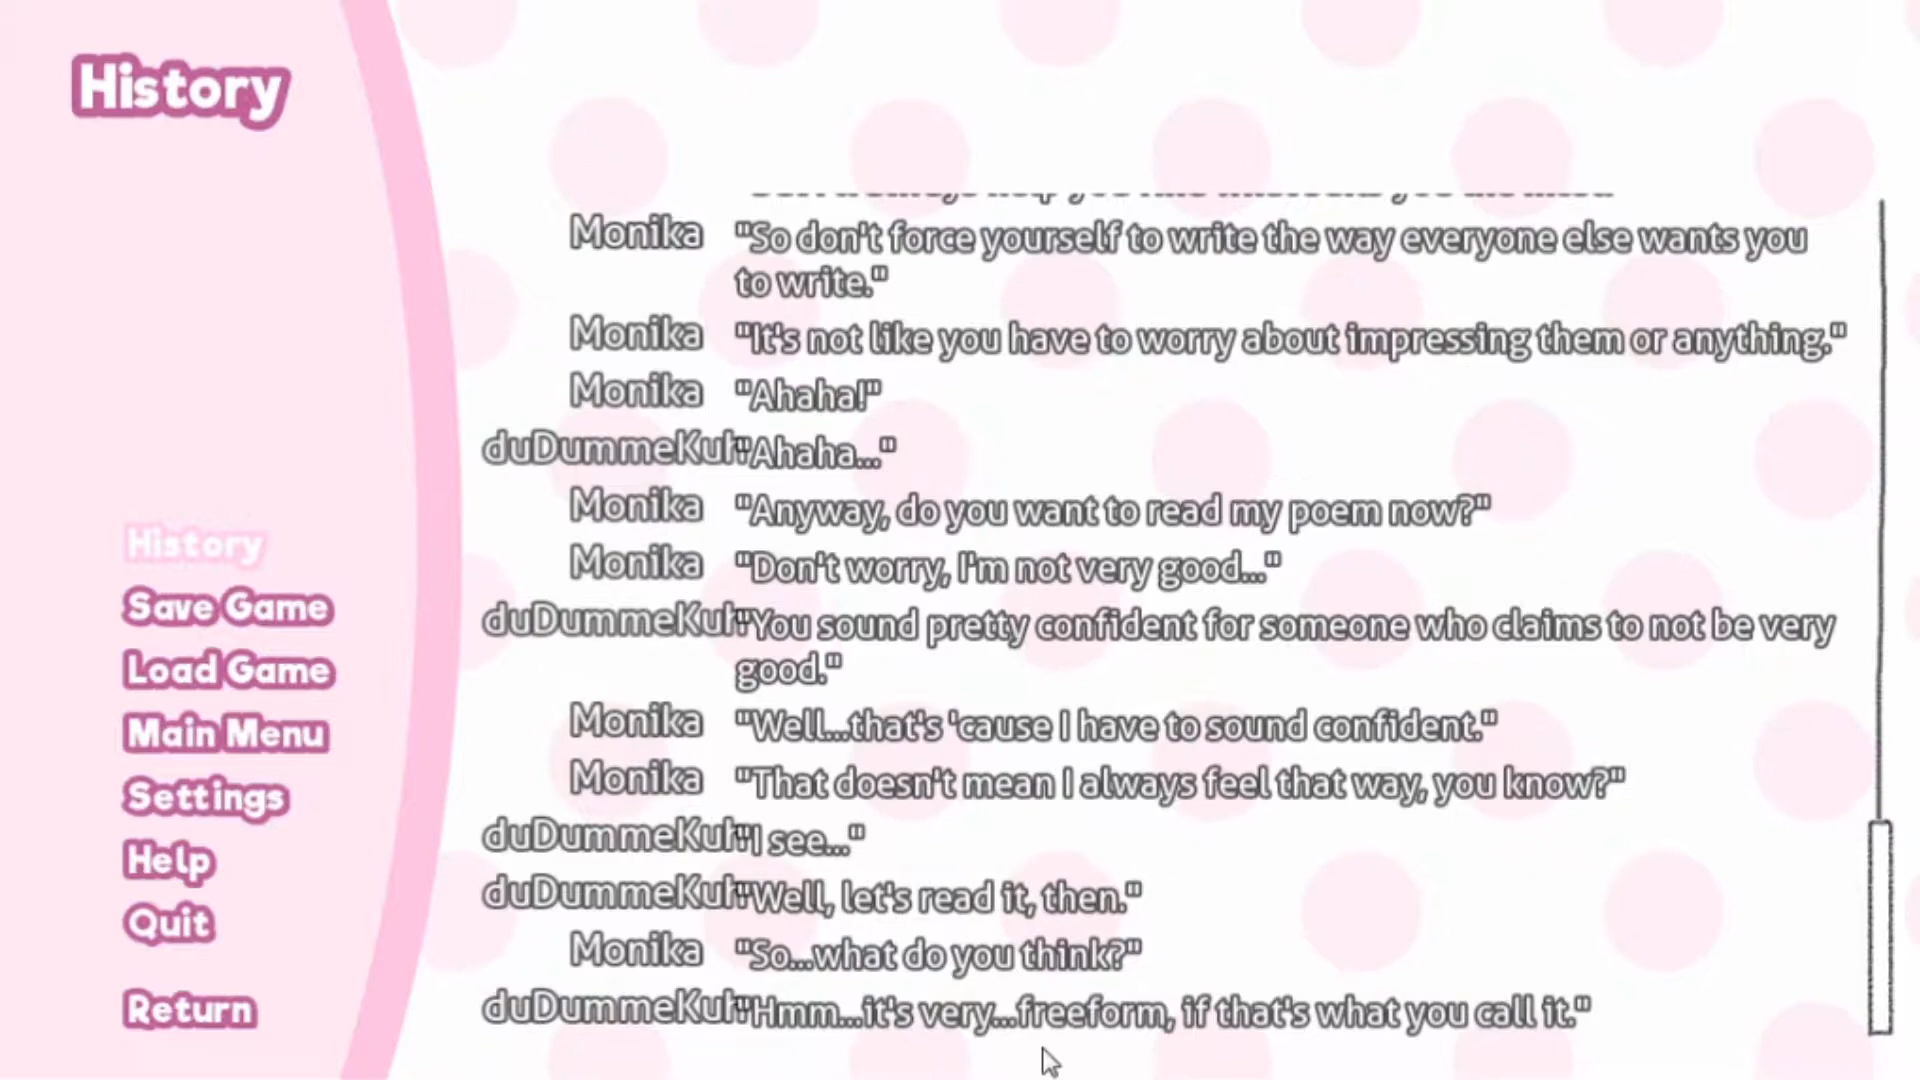 History
Monika "So don't force yourself to write the way everyone else wants you
to write."
Monika "It's not like you have to worry about impressing them or anything."
Monika "Ahaha!"
duDummeKuh "Ahaha..."
Monika "Anyway, do you want to read my poem now?"
Monika "Don't worry, I'm not very good..."
duDummeKuh "You sound pretty confident for someone who claims to not be very
good."
Monika "Well...that's 'cause I have to sound confident."
Monika "That doesn't mean I always feel that way, you know?"
duDummeKuh "I see..."
duDummeKuh "Well, let's read it, then."
Monika "So...what do you think?"
duDummeKuh "Hmm...it's very...freeform, if that's what you call it."
History
Save Game
Load Game
Main Menu
Settings
Help
Quit
Return